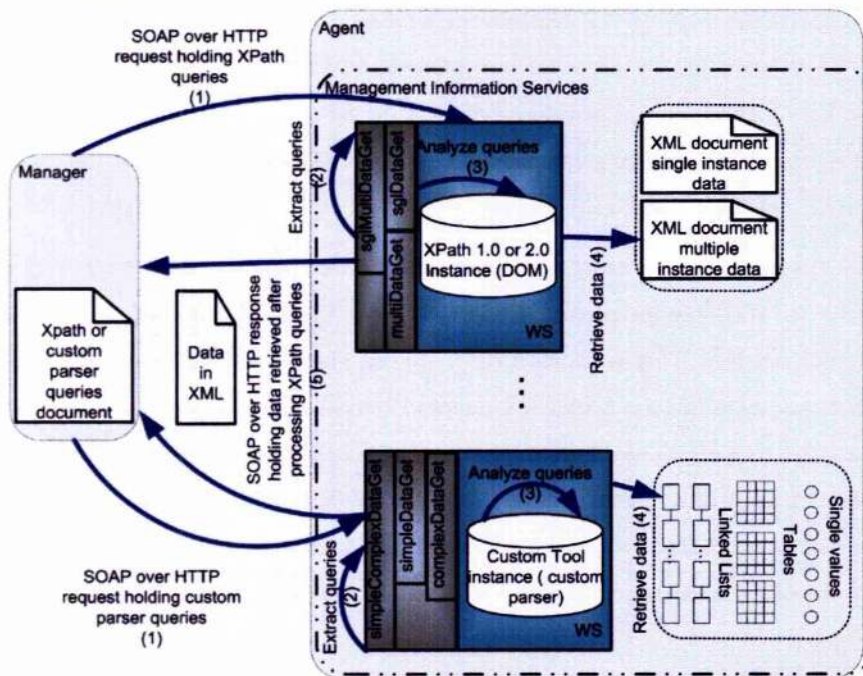 SOAP over HTTP
request holding XPath
queries
(1)
Agent
Management Information Services
Manager
Xpath or
custom
parser
queries
document
Data
in
XML
Extract queries
(2)
sglMultiDataGet
sglDataGet
multiDataGet
Analyze queries
(3)
XPath 1.0 or 2.0
Instance (DOM)
WS
Retrieve data (4)
XML document
single instance
data
XML document
multiple
instance data
SOAP over HTTP response
holding data retrieved after
processing XPath queries
(5)
SOAP over HTTP
request holding custom
parser queries
(1)
Extract queries
(2)
simpleComplexDataGet
simpleDataGet
complexDataGet
Analyze queries
(3)
Custom Tool
instance ( custom
parser)
WS
Retrieve data (4)
Linked Lists
Tables
Single values